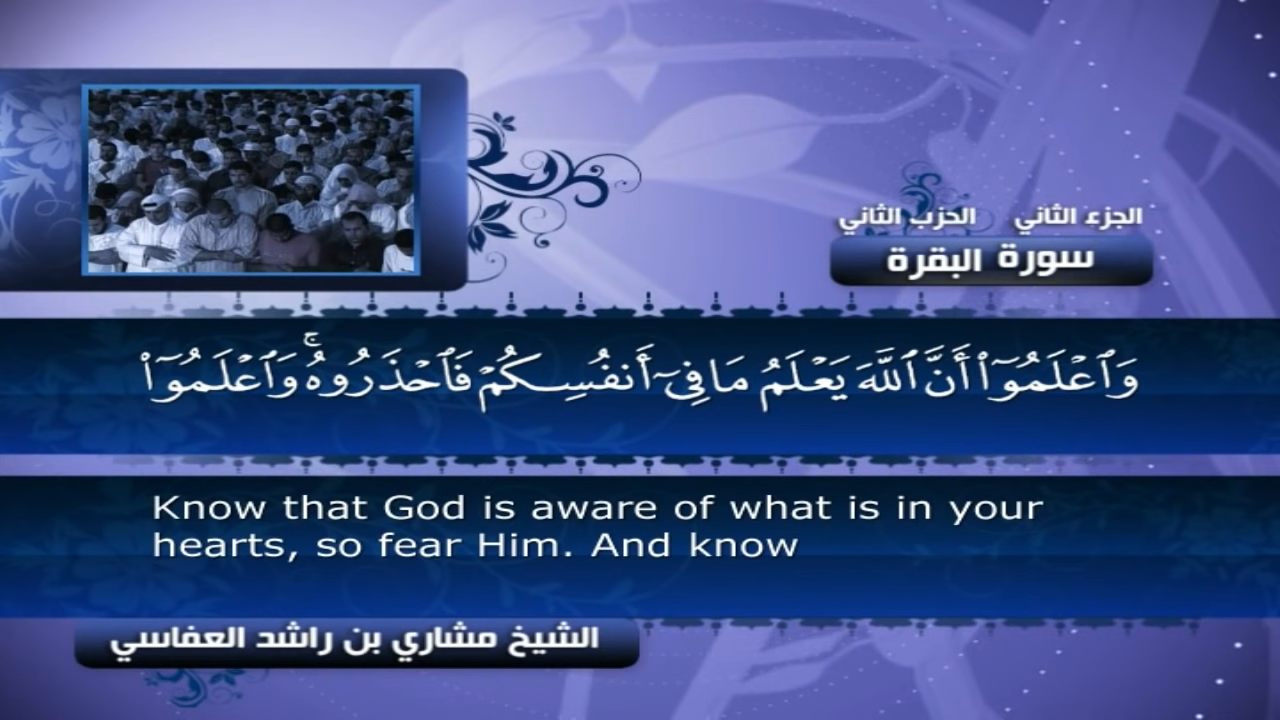 الجزء الثاني الحزب الثاني
سورة البقرة
وَٱعۡلَمُوٓاْ أَنَّ ٱللَّهَ يَعۡلَمُ مَا فِيٓ أَنفُسِكُمۡ فَٱحۡذَرُوهُۚ وَٱعۡلَمُوٓاْ
Know that God is aware of what is in your
hearts, so fear Him. And know
الشيخ مشاري بن راشد العفاسي